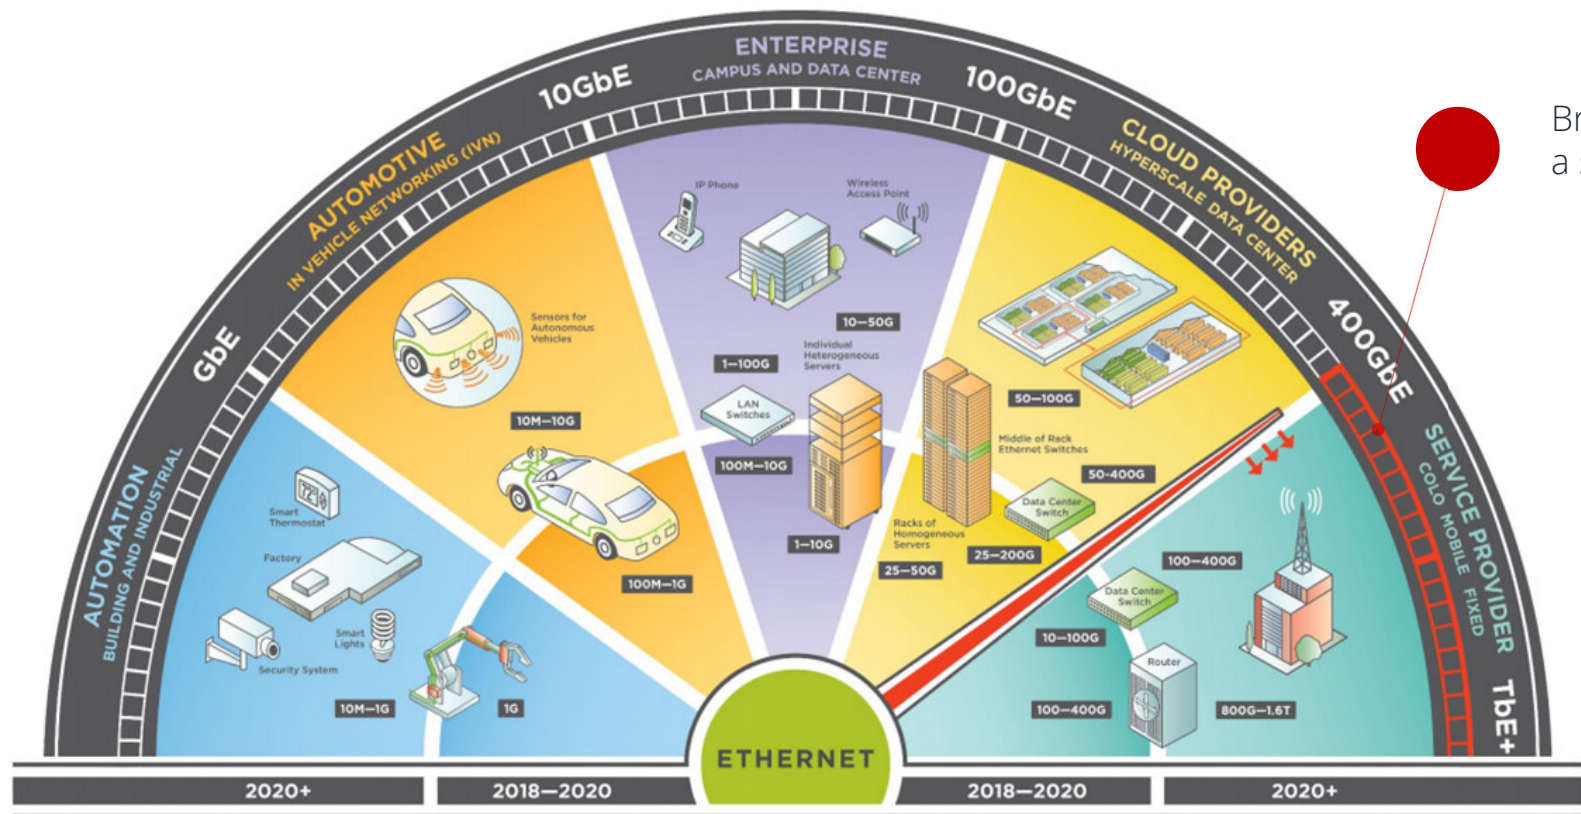 ENTERPRISE
CAMPUS AND DATA CENTER
10GbE
100GbE
AUTOMOTIVE
IN VEHICLE NETWORKING (IVN)
CLOUD PROVIDERS
HYPERSCALE DATA CENTER
GbE
400GbE
AUTOMATION
BUILDING AND INDUSTRIAL
SERVICE PROVIDER
COLO MOBILE FIXED
TbE+
Br
a
Smart
Thermostat
Factory
Smart
Lights
Security System
10M—1G
1G
Sensors for
Autonomous
Vehicles
10M—10G
100M—1G
IP Phone
Wireless
Access Point
10—50G
1—100G
Individual
Heterogeneous
Servers
LAN
Switches
100M—10G
1—10G
50—100G
Middle of Rack
Ethernet Switches
50-400G
Data Center
Switch
Racks of
Homogeneous
Servers
25—200G
25—50G
100—400G
Data Center
Switch
10—100G
Router
100—400G
800G—1.6T
ETHERNET
2020+
2018—2020
2018—2020
2020+